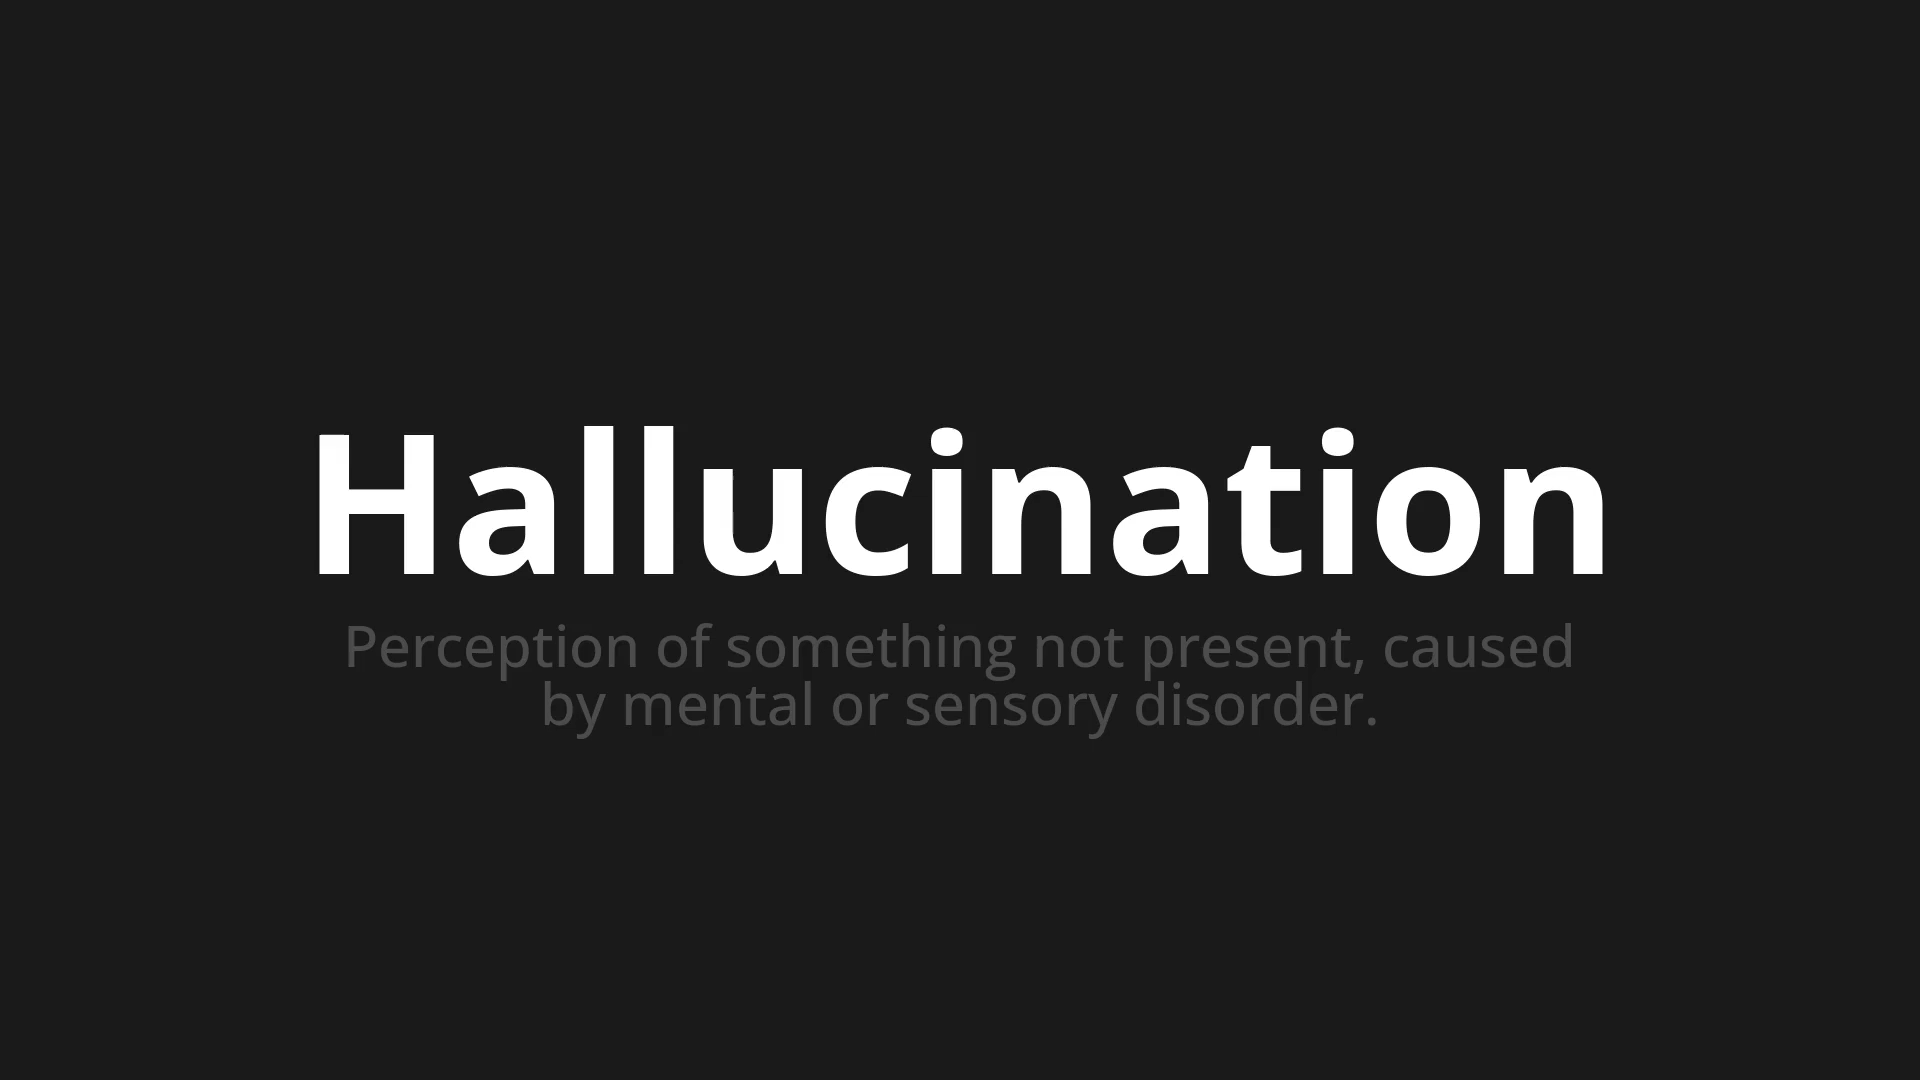 Hallucination
Perception of something not present, caused
by mental or sensory disorder.